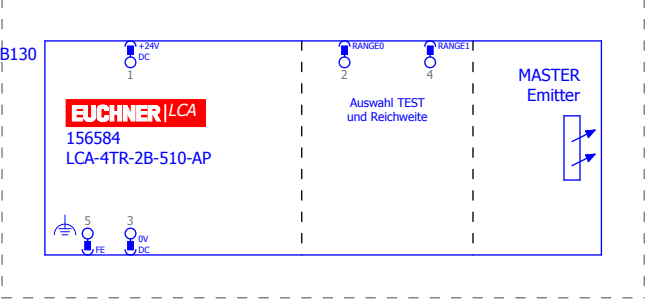 B130
+24V
DC
1
RANGE0
2
RANGE1
4
MASTER
Emitter
Auswahl TEST
und Reichweite
EUCHNER|LCA
156584
LCA-4TR-2B-510-AP
5
FE
3
0V
DC